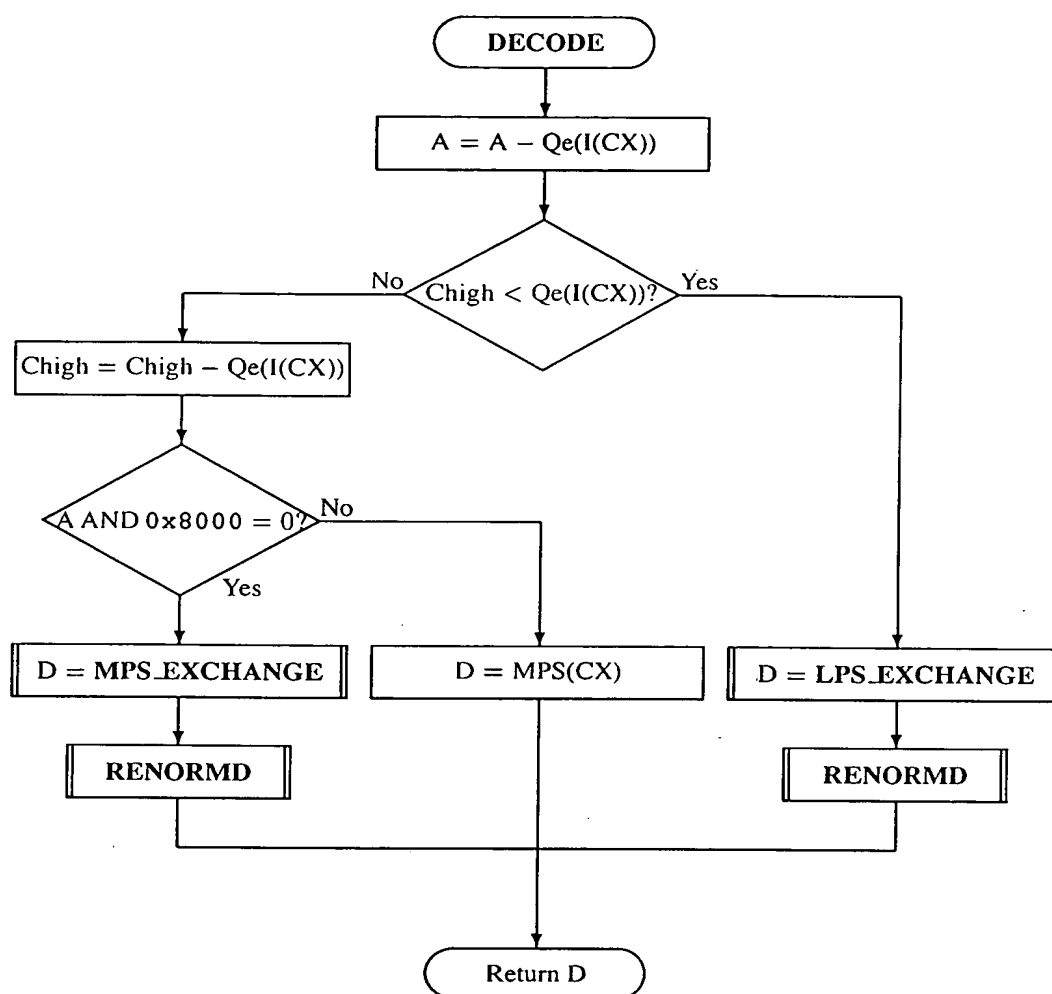 DECODE
A = A − Qe(I(CX))
Chigh < Qe(I(CX))?
No
Yes
Chigh = Chigh − Qe(I(CX))
A AND 0x8000 = 0?
No
Yes
D = MPS_EXCHANGE
D = MPS(CX)
D = LPS_EXCHANGE
RENORMD
RENORMD
Return D